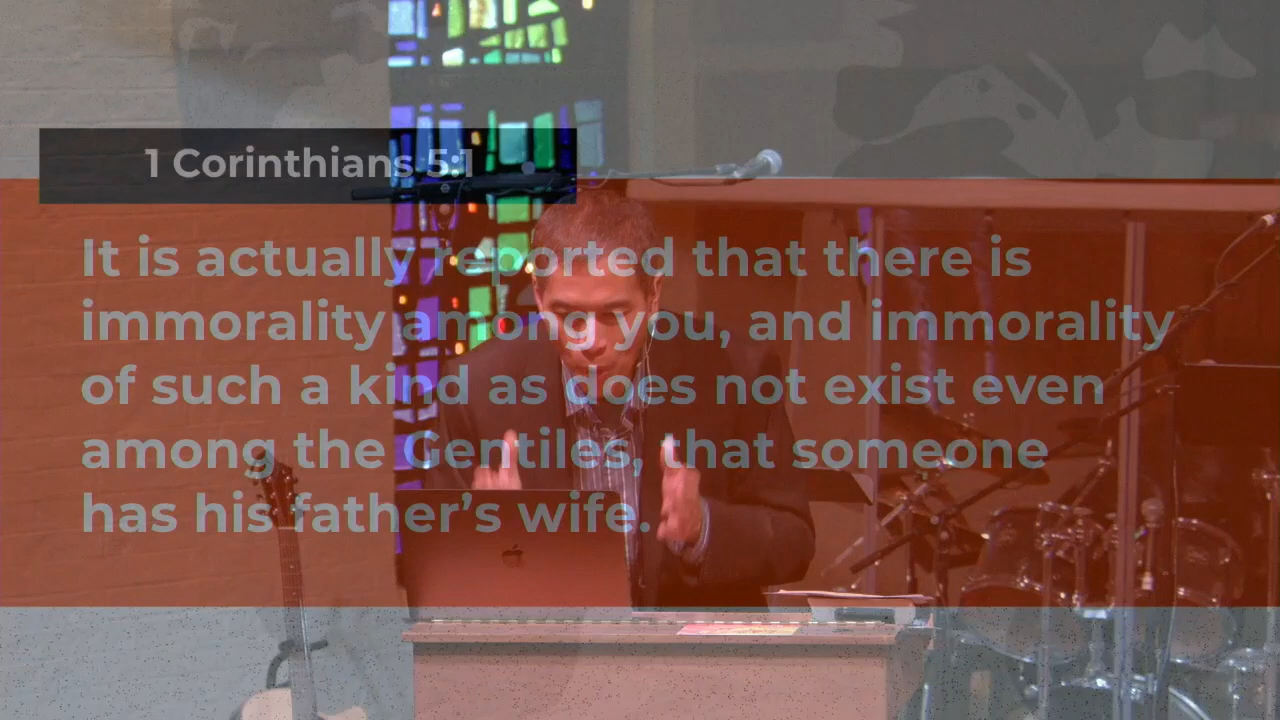 1 Corinthians 5:1
It is actually reported that there is
immorality among you, and immorality
of such a kind as does not exist even
among the Gentiles, that someone
has his father’s wife.